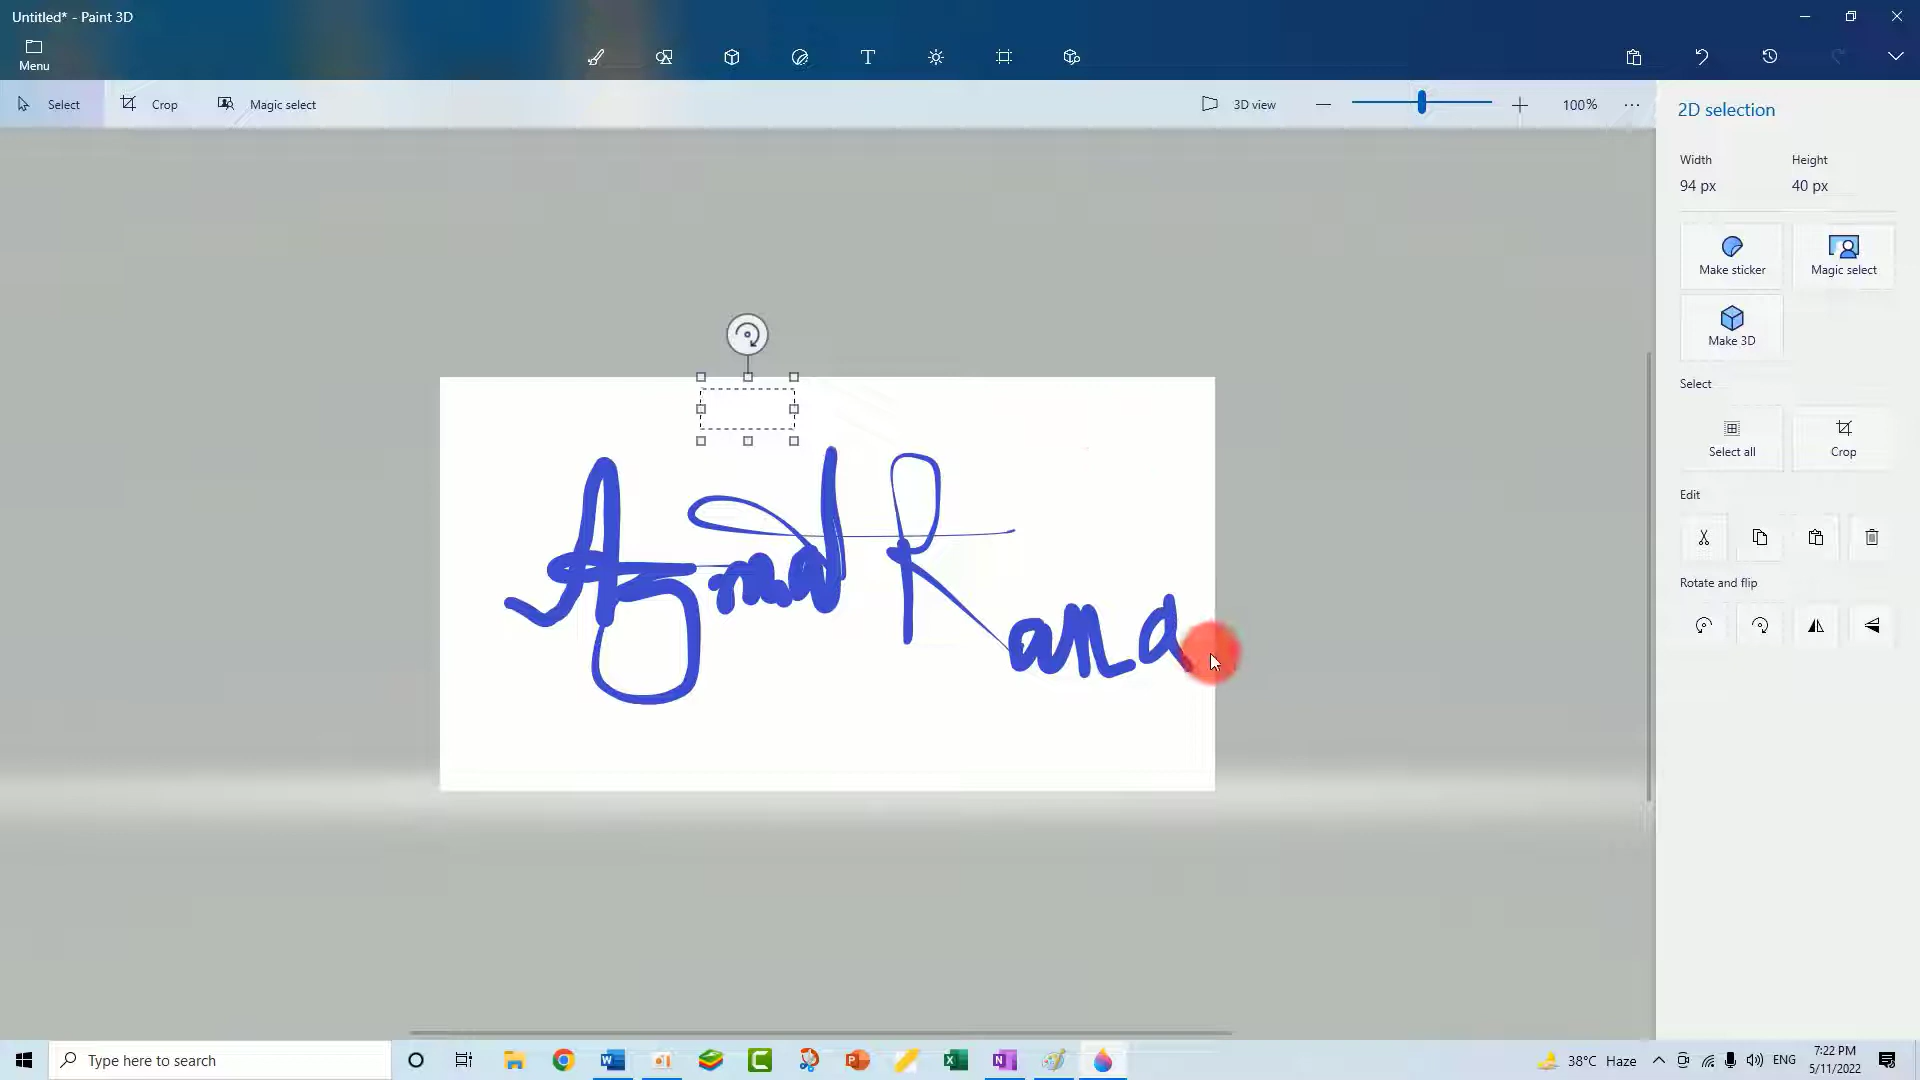 Untitled* - Paint 3D
Menu
Select
Crop
Magic select
3D view
100%
2D selection
Width
Height
94 px
40 px
Make sticker
Magic select
Make 3D
Select
Select all
Crop
Edit
Rotate and flip
Rana
Type here to search
38°C Haze
ENG
7:22 PM
5/11/2022